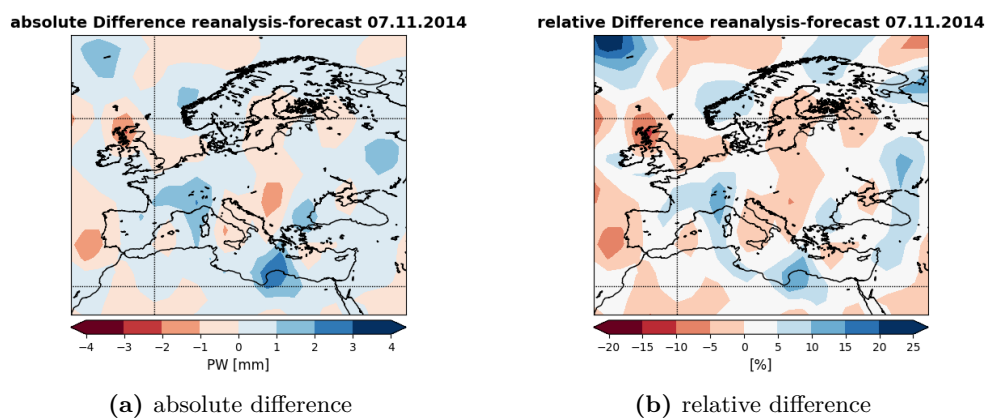 absolute Difference reanalysis-forecast 07.11.2014
−4 −3 −2 −1 0 1 2 3 4
PW [mm]
(a) absolute difference
relative Difference reanalysis-forecast 07.11.2014
−20 −15 −10 −5 0 5 10 15 20 25
[%]
(b) relative difference